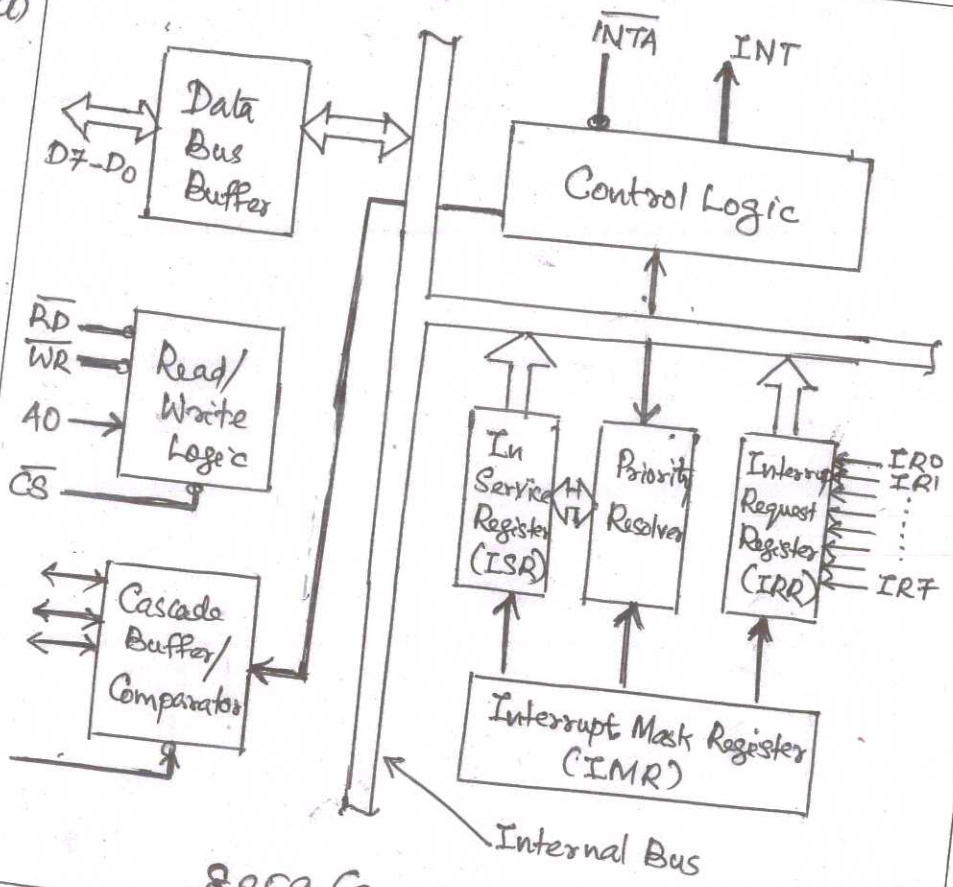 INTA
INT
Data
Bus
Buffer
D7-D0
Control Logic
RD
WR
A0
CS
Read/
Write
Logic
In
Service
Register
(ISR)
Priority
Resolver
Interrupt
Request
Register
(IRR)
IR0
IR1
IR7
Cascade
Buffer/
Comparator
Interrupt Mask Register
(IMR)
Internal Bus